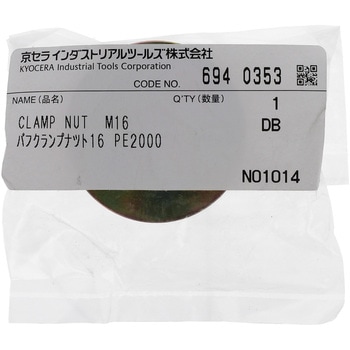 京セラインダストリアルツールズ株式会社
KYOCERA Industrial Tools Corporation
CODE NO. 694 0353
NAME(品名) Q'TY(数量) 1
CLAMP NUT M16 DB
バフクランプナット16 PE2000
N01014